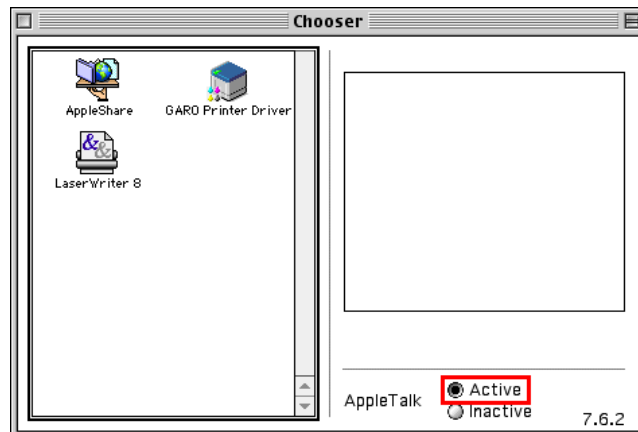 Chooser
AppleShare
GARO Printer Driver
LaserWriter 8
AppleTalk
Active
Inactive
7.6.2